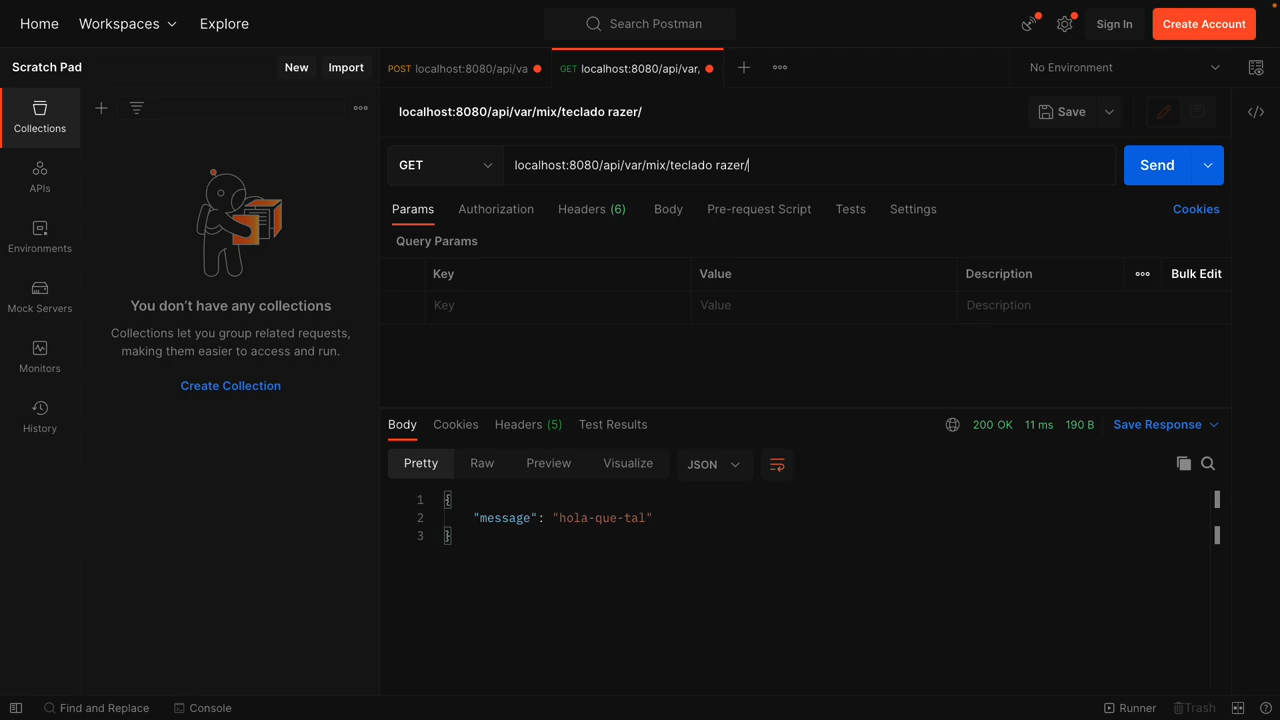 Home Workspaces Explore Search Postman Sign In Create Account
Scratch Pad New Import POST localhost:8080/api/va GET localhost:8080/api/var, No Environment
Collections
APIs
Environments
Mock Servers
Monitors
History
You don't have any collections
Collections let you group related requests,
making them easier to access and run.
Create Collection
localhost:8080/api/var/mix/teclado razer/ Save
GET localhost:8080/api/var/mix/teclado razer/ Send
Params Authorization Headers (6) Body Pre-request Script Tests Settings Cookies
Query Params
Key Value Description Bulk Edit
Key Value Description
Body Cookies Headers (5) Test Results 200 OK 11 ms 190 B Save Response
Pretty Raw Preview Visualize JSON
1 {
2 "message": "hola-que-tal"
3 }
Find and Replace Console Runner Trash